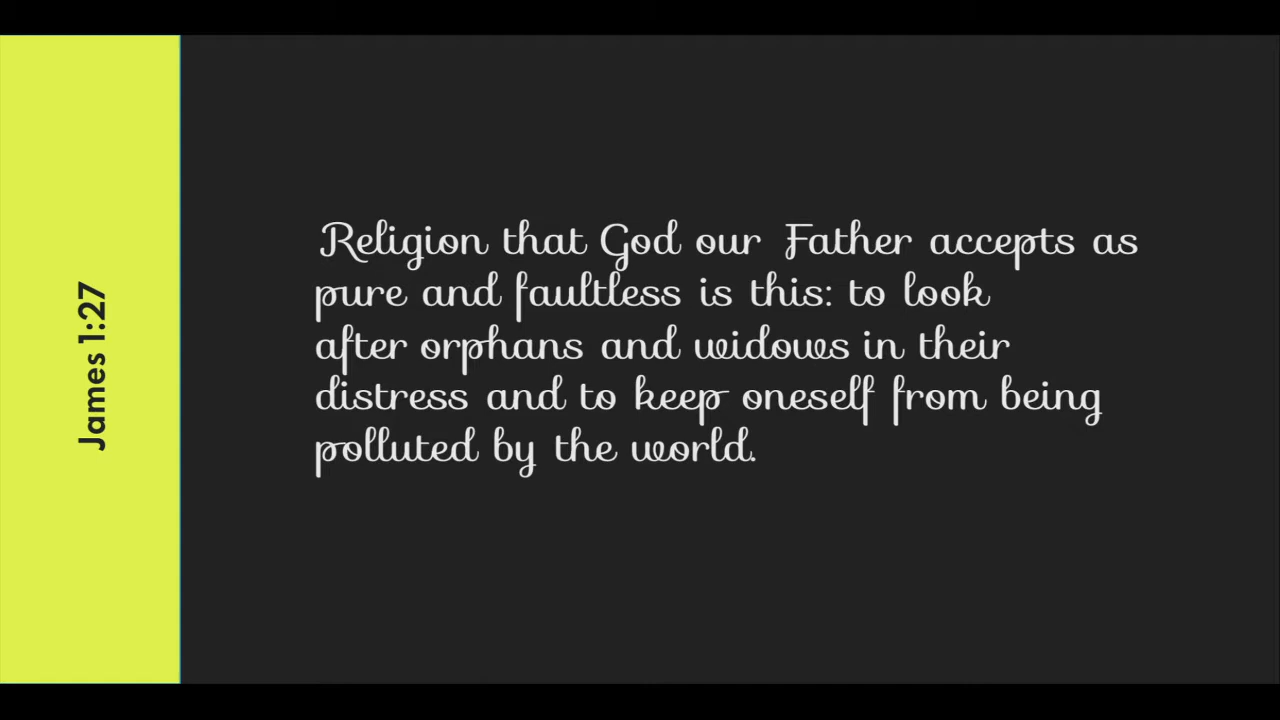 James 1:27
Religion that God our Father accepts as
pure and faultless is this: to look
after orphans and widows in their
distress and to keep oneself from being
polluted by the world.